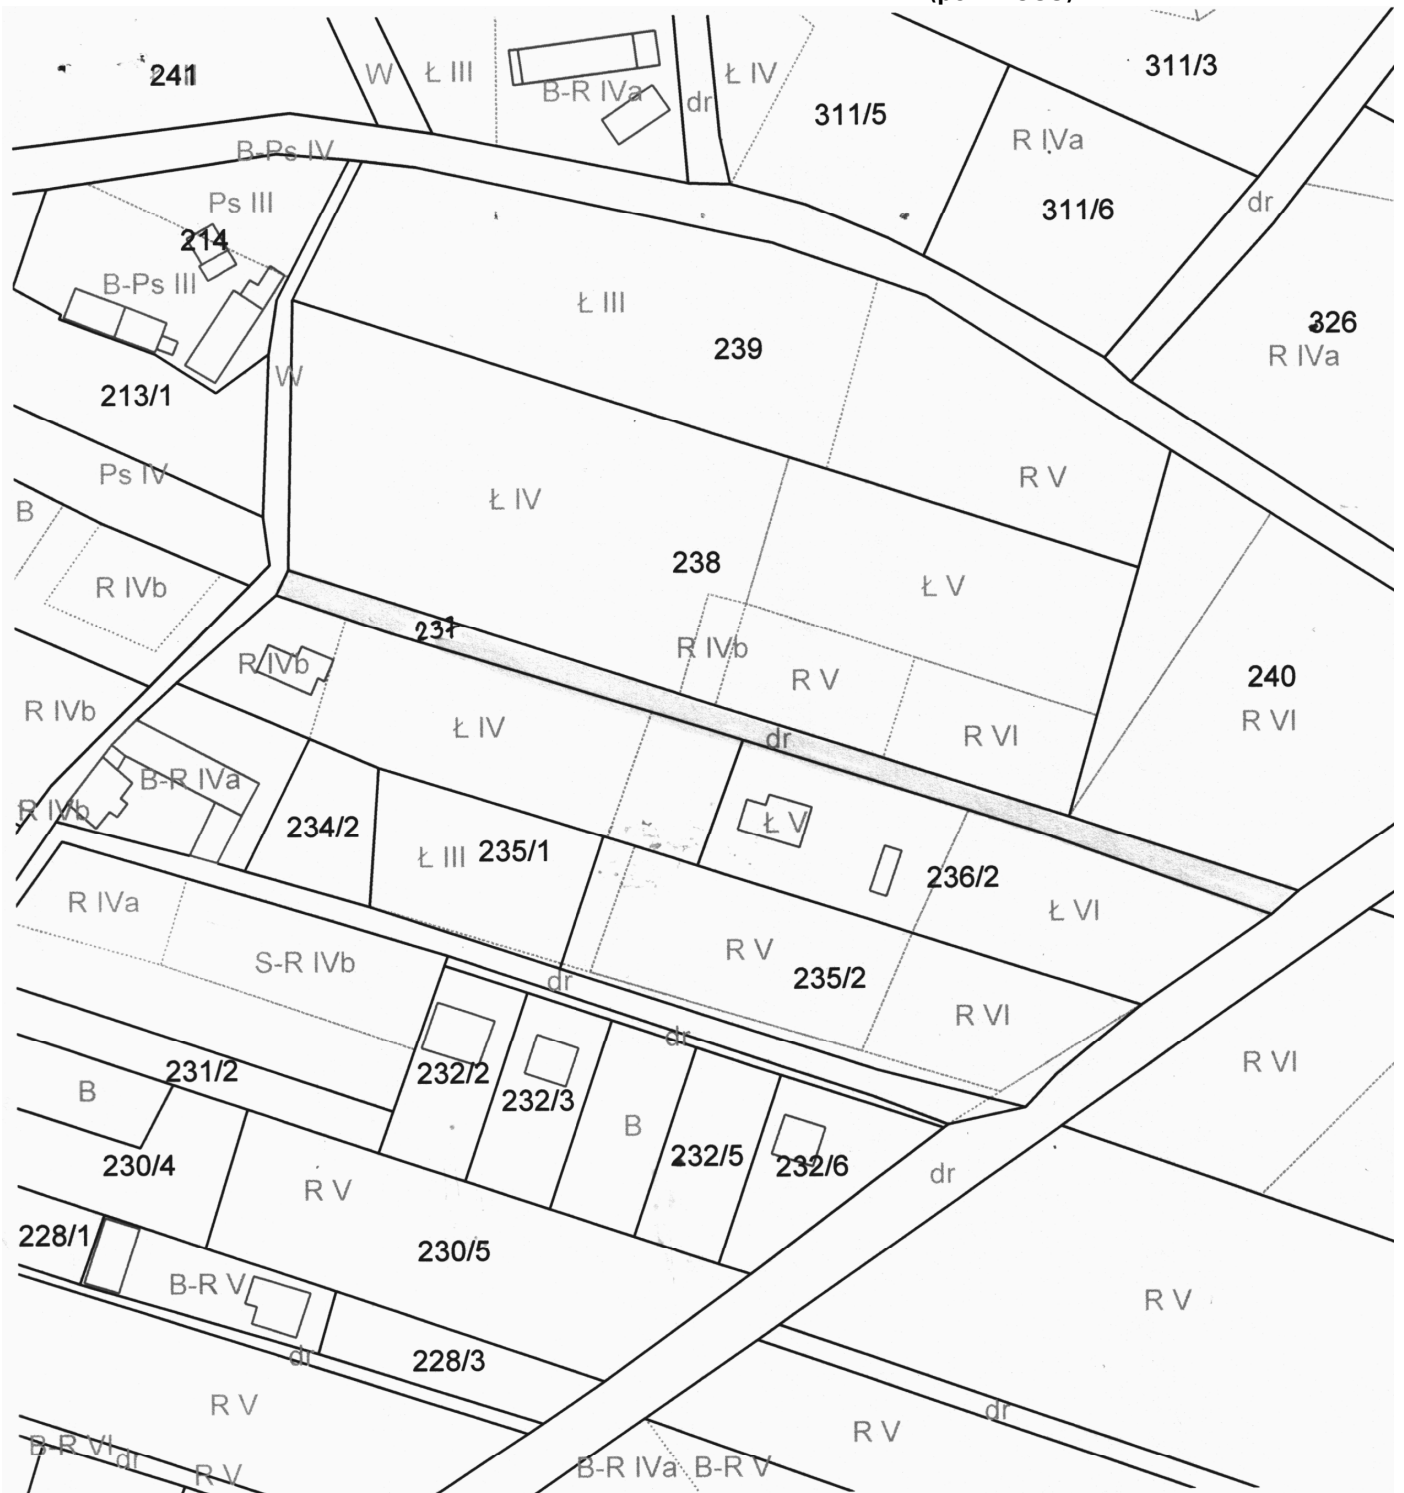 311/3
241
W
Ł III
B-R IVa
dr
Ł IV
311/5
R IVa
311/6
dr
B-Ps IV
Ps III
214
B-Ps III
Ł III
239
326
R IVa
W
213/1
Ps IV
B
R IVb
Ł IV
R V
238
Ł V
R IVb
R IVb
R V
240
R VI
R IVb
Ł IV
dr
R VI
B-R IVa
R IVb
234/2
Ł III
235/1
Ł V
236/2
Ł VI
R IVa
S-R IVb
R V
235/2
dr
R VI
dr
231/2
232/2
232/3
R VI
B
B
232/5
232/6
230/4
R V
dr
228/1
230/5
B-R V
R V
dr
228/3
R V
dr
R V
B-R VI
dr
R V
B-R IVa
B-R V